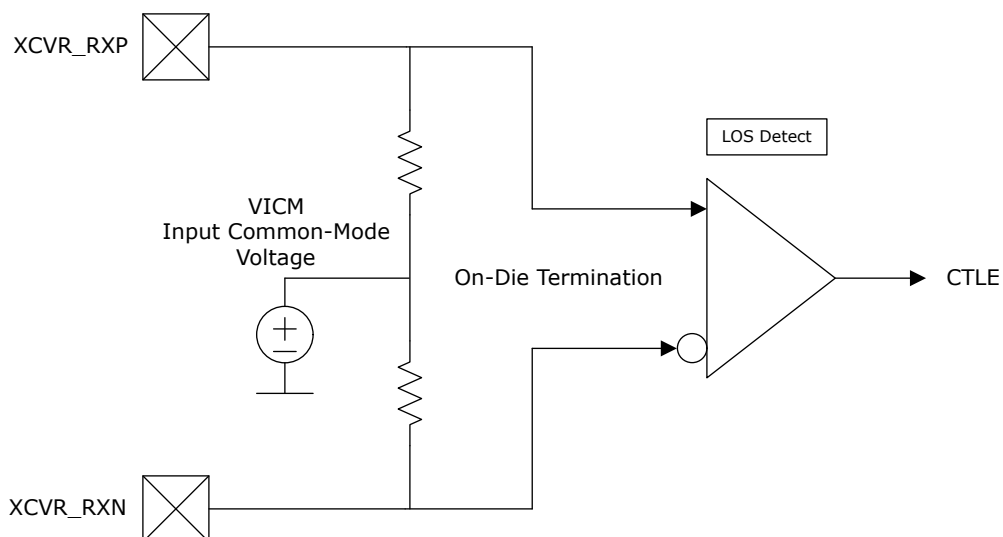 XCVR_RXP
LOS Detect
VICM
Input Common-Mode
Voltage
On-Die Termination
CTLE
XCVR_RXN